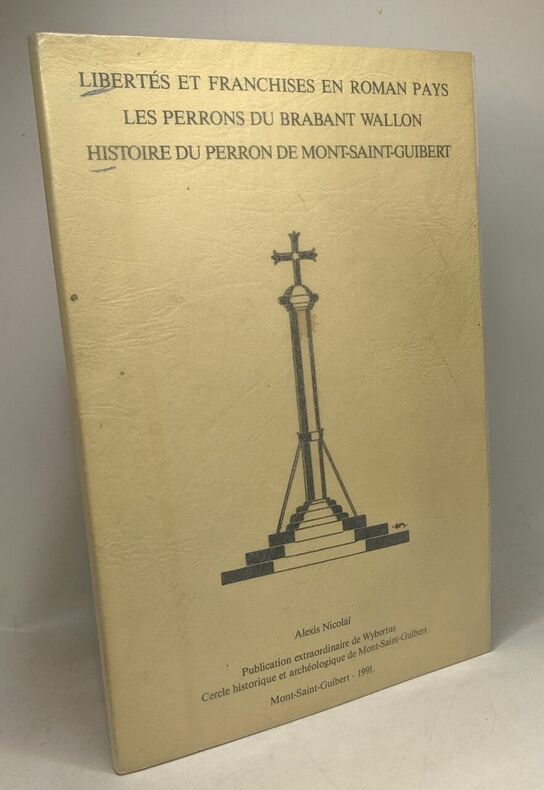 LIBERTÉS ET FRANCHISES EN ROMAN PAYS
LES PERRONS DU BRABANT WALLON
HISTOIRE DU PERRON DE MONT-SAINT-GUIBERT
Alexis Nicolaï
Publication extraordinaire de Wybertus
Cercle historique et archéologique de Mont-Saint-Guibert
Mont-Saint-Guibert - 1991.